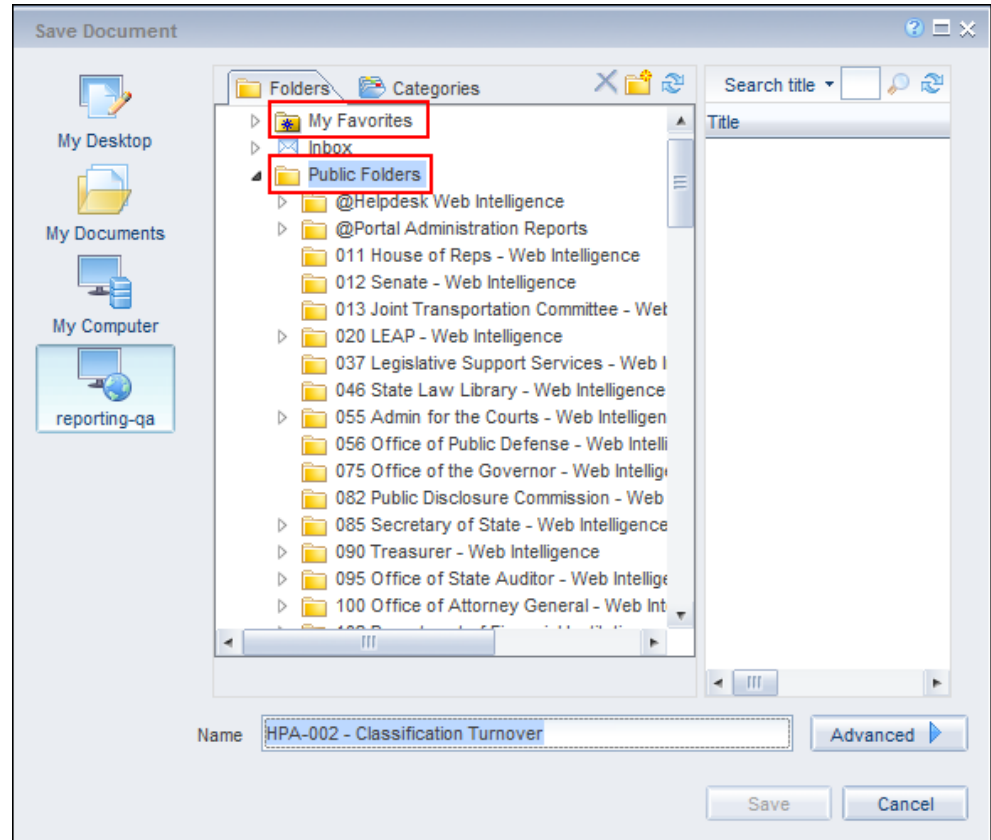 Save Document
My Desktop
My Documents
My Computer
reporting-qa
Folders Categories
My Favorites
Inbox
Public Folders
@Helpdesk Web Intelligence
@Portal Administration Reports
011 House of Reps - Web Intelligence
012 Senate - Web Intelligence
013 Joint Transportation Committee - Web
020 LEAP - Web Intelligence
037 Legislative Support Services - Web I
046 State Law Library - Web Intelligence
055 Admin for the Courts - Web Intelligen
056 Office of Public Defense - Web Intelli
075 Office of the Governor - Web Intellig
082 Public Disclosure Commission - Web
085 Secretary of State - Web Intelligence
090 Treasurer - Web Intelligence
095 Office of State Auditor - Web Intellige
100 Office of Attorney General - Web Int
Search title
Title
Name HPA-002 - Classification Turnover
Advanced
Save Cancel